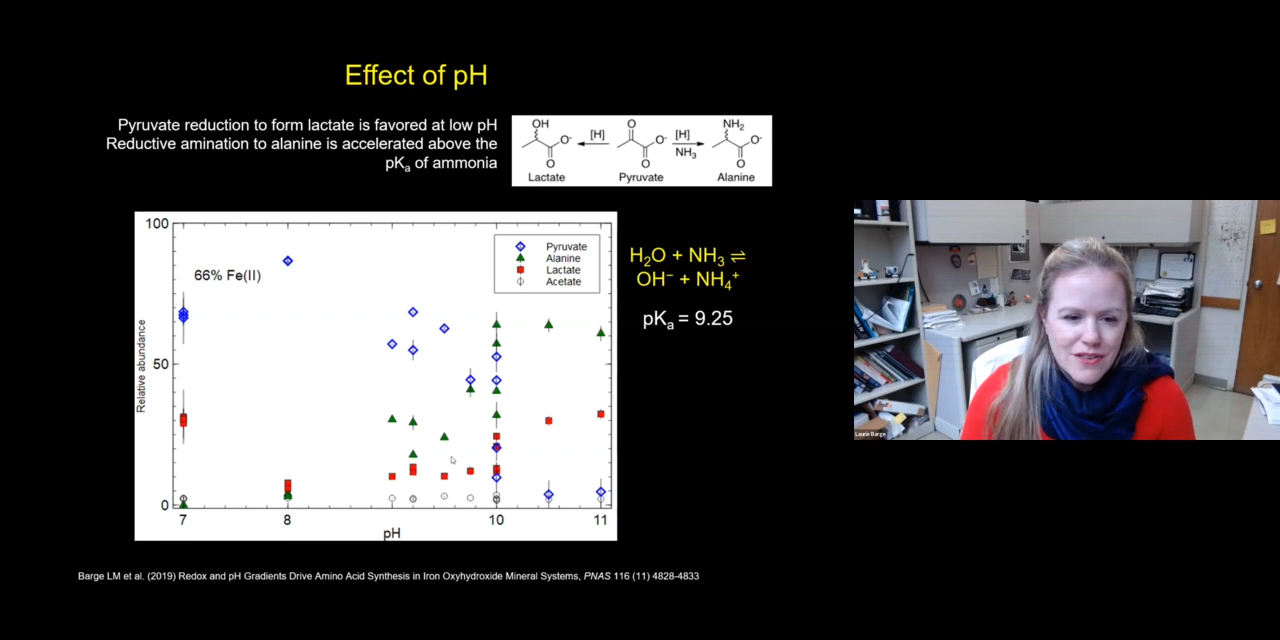 Effect of pH
Pyruvate reduction to form lactate is favored at low pH
Reductive amination to alanine is accelerated above the
pKa of ammonia
OH
O
NH2
[H]
[H]
O-
O-
O-
NH3
O
O
O
Lactate
Pyruvate
Alanine
100
50
0
Relative abundance
66% Fe(II)
Pyruvate
Alanine
Lactate
Acetate
7
8
10
11
pH
H2O + NH3 ⇌
OH− + NH4+
pKa = 9.25
Laurie Barge
Barge LM et al. (2019) Redox and pH Gradients Drive Amino Acid Synthesis in Iron Oxyhydroxide Mineral Systems, PNAS 116 (11) 4828-4833